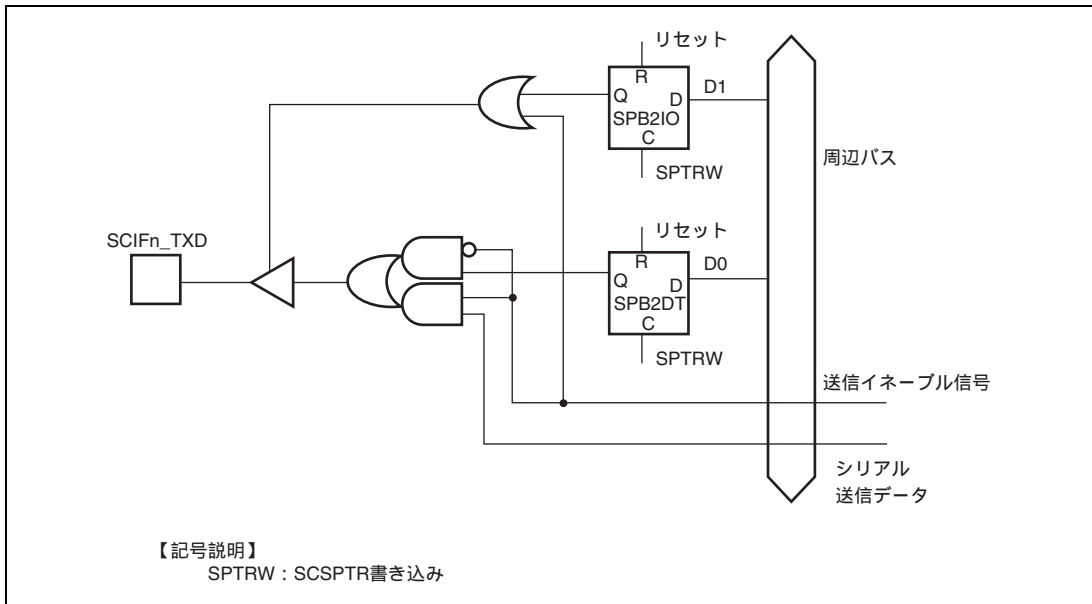 リセット
R
Q
D
D1
SPB2IO
C
SPTRW
周辺バス
SCIFn_TXD
リセット
R
Q
D
D0
SPB2DT
C
SPTRW
送信イネーブル信号
シリアル
送信データ
【記号説明】
SPTRW：SCSPTR書き込み